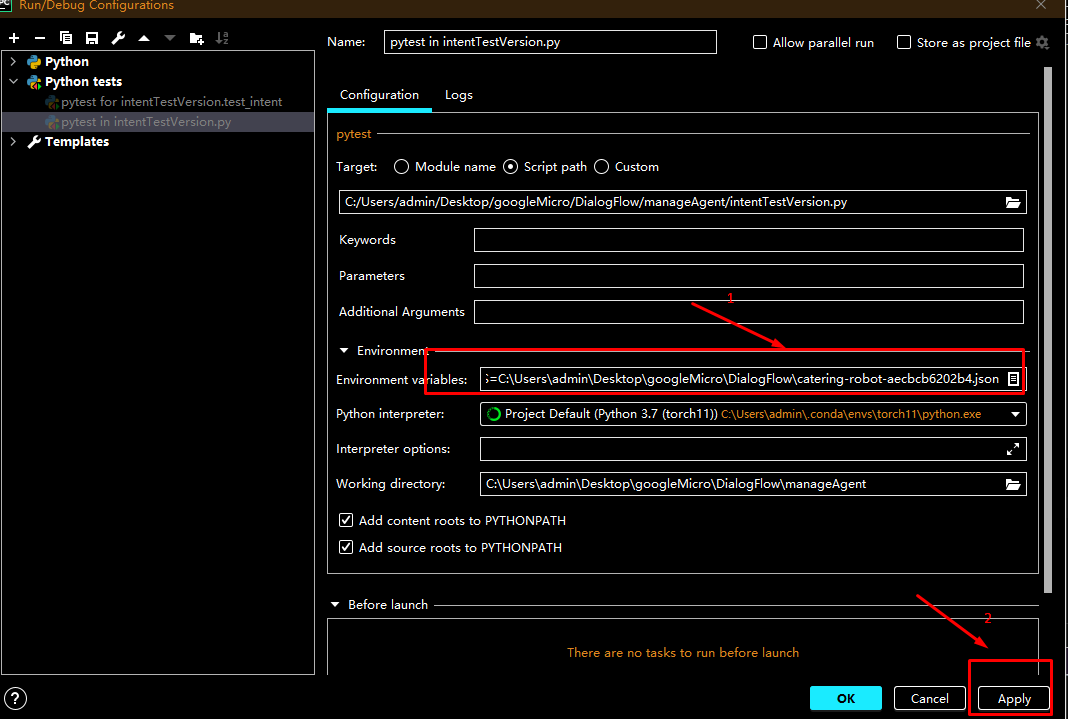 PC Run/Debug Configurations
Name: pytest in intentTestVersion.py Allow parallel run Store as project file
Python
Python tests
pytest for intentTestVersion.test_intent
pytest in intentTestVersion.py
Templates
Configuration Logs
pytest
Target: Module name Script path Custom
C:/Users/admin/Desktop/googleMicro/DialogFlow/manageAgent/intentTestVersion.py
Keywords
Parameters
1
Additional Arguments
Environment
Environment variables: S=C:\Users\admin\Desktop\googleMicro\DialogFlow\catering-robot-aecbcb6202b4.json
Python interpreter: Project Default (Python 3.7 (torch11)) C:\Users\admin\.conda\envs\torch11\python.exe
Interpreter options:
Working directory: C:\Users\admin\Desktop\googleMicro\DialogFlow\manageAgent
Add content roots to PYTHONPATH
Add source roots to PYTHONPATH
Before launch
2
There are no tasks to run before launch
? OK Cancel Apply